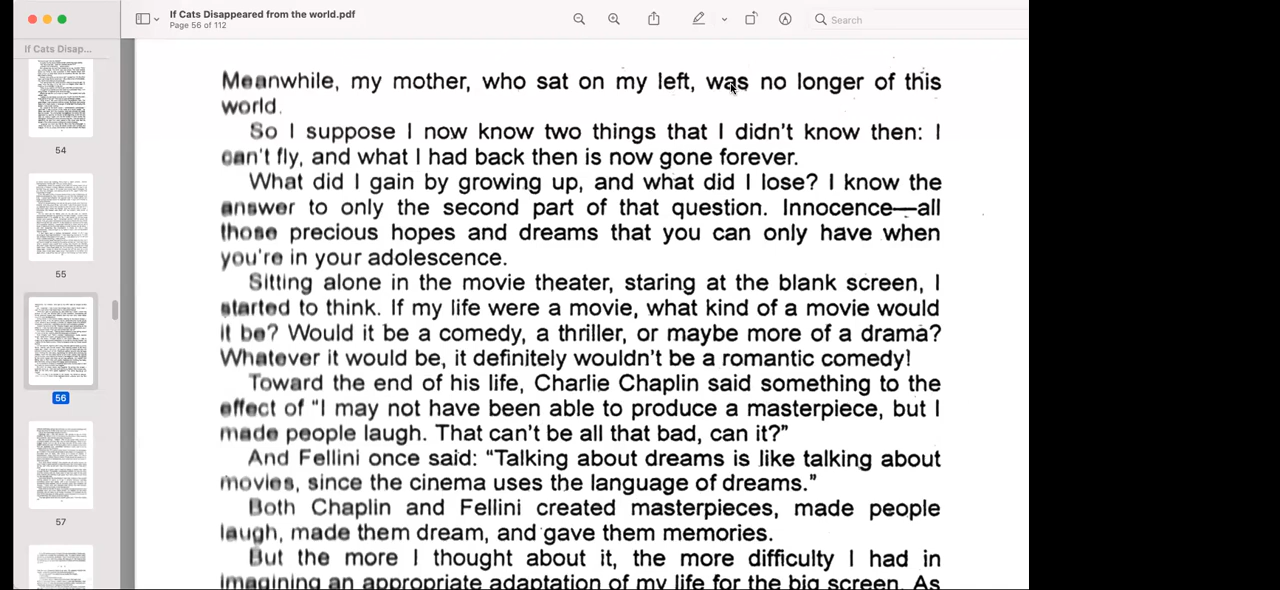 If Cats Disappeared from the world.pdf
Page 56 of 112
Search
If Cats Disap...
54
55
56
57
Meanwhile, my mother, who sat on my left, was no longer of this
world.
So I suppose I now know two things that I didn't know then: I
can't fly, and what I had back then is now gone forever.
What did I gain by growing up, and what did I lose? I know the
answer to only the second part of that question. Innocence—all
those precious hopes and dreams that you can only have when
you're in your adolescence.
Sitting alone in the movie theater, staring at the blank screen, I
started to think. If my life were a movie, what kind of a movie would
it be? Would it be a comedy, a thriller, or maybe more of a drama?
Whatever it would be, it definitely wouldn't be a romantic comedy!
Toward the end of his life, Charlie Chaplin said something to the
effect of "I may not have been able to produce a masterpiece, but I
made people laugh. That can't be all that bad, can it?"
And Fellini once said: "Talking about dreams is like talking about
movies, since the cinema uses the language of dreams."
Both Chaplin and Fellini created masterpieces, made people
laugh, made them dream, and gave them memories.
But the more I thought about it, the more difficulty I had in
imagining an appropriate adaptation of my life for the big screen. As